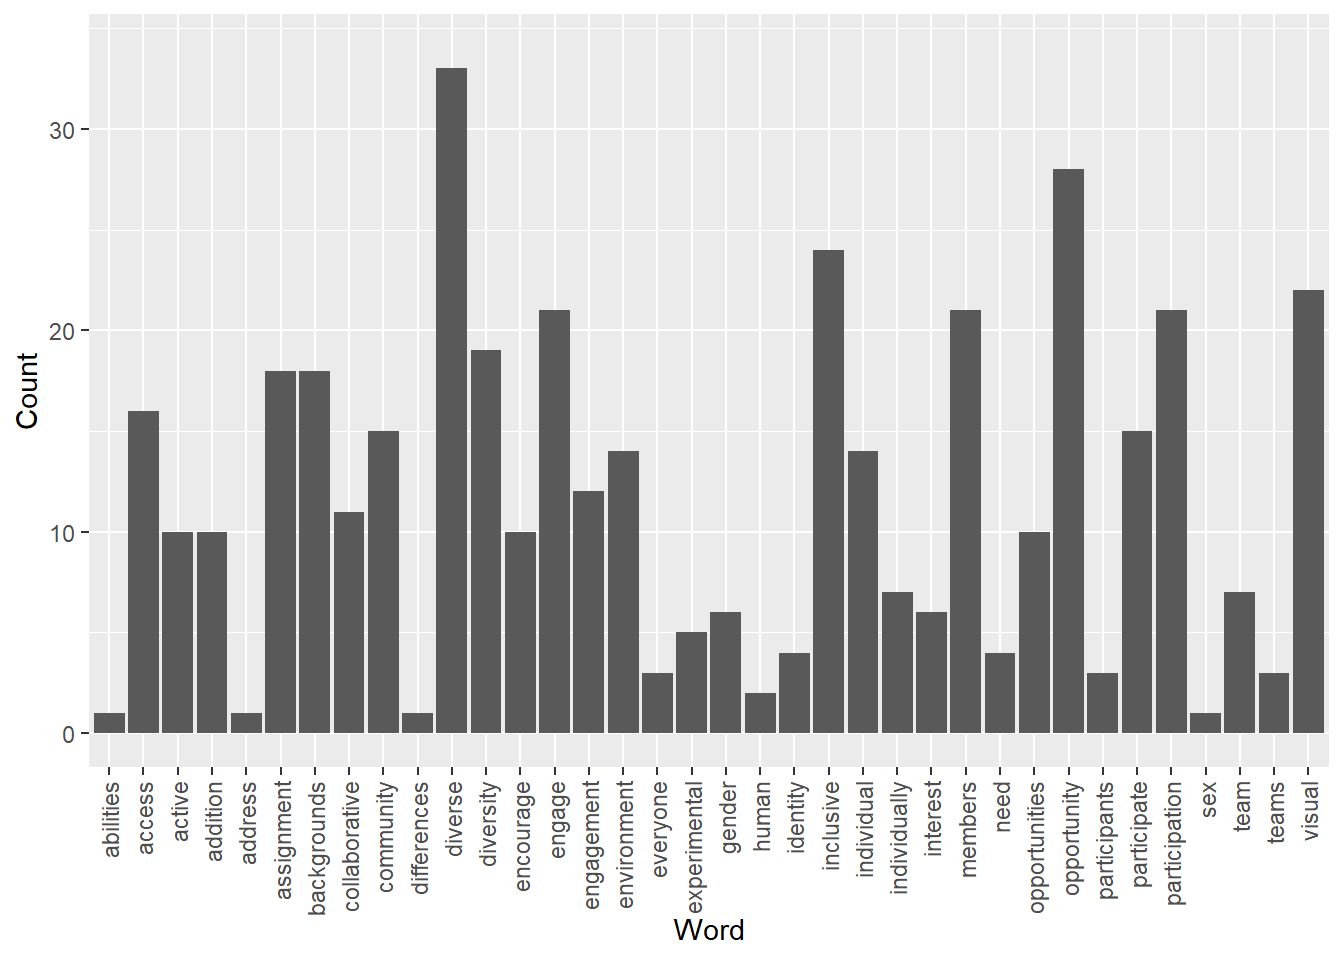 Count
30
20
10
0
abilities
access
active
addition
address
assignment
backgrounds
collaborative
community
differences
diverse
diversity
encourage
engage
engagement
environment
everyone
experimental
gender
human
identity
inclusive
individual
individually
interest
members
need
opportunities
opportunity
participants
participate
participation
sex
team
teams
visual
Word